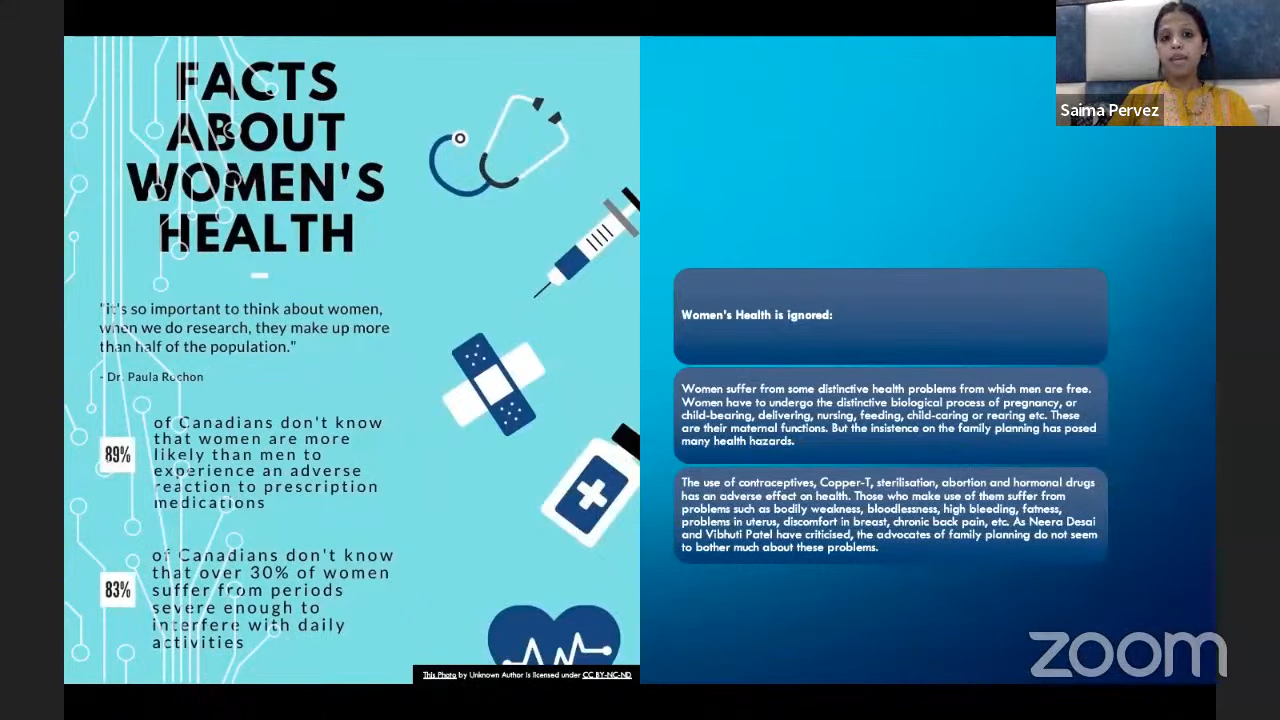 FACTS
ABOUT
WOMEN'S
HEALTH
"it's so important to think about women,
when we do research, they make up more
than half of the population."
- Dr. Paula Rochon
89%
of Canadians don't know
that women are more
likely than men to
experience an adverse
reaction to prescription
medications
83%
of Canadians don't know
that over 30% of women
suffer from periods
severe enough to
interfere with daily
activities
This Photo by Unknown Author is licensed under CC BY-NC-ND
Saima Pervez
Women's Health is ignored:
Women suffer from some distinctive health problems from which men are free.
Women have to undergo the distinctive biological process of pregnancy, or
child-bearing, delivering, nursing, feeding, child-caring or rearing etc. These
are their maternal functions. But the insistence on the family planning has posed
many health hazards.
The use of contraceptives, Copper-T, sterilisation, abortion and hormonal drugs
has an adverse effect on health. Those who make use of them suffer from
problems such as bodily weakness, bloodlessness, high bleeding, fatness,
problems in uterus, discomfort in breast, chronic back pain, etc. As Neera Desai
and Vibhuti Patel have criticised, the advocates of family planning do not seem
to bother much about these problems.
zoom